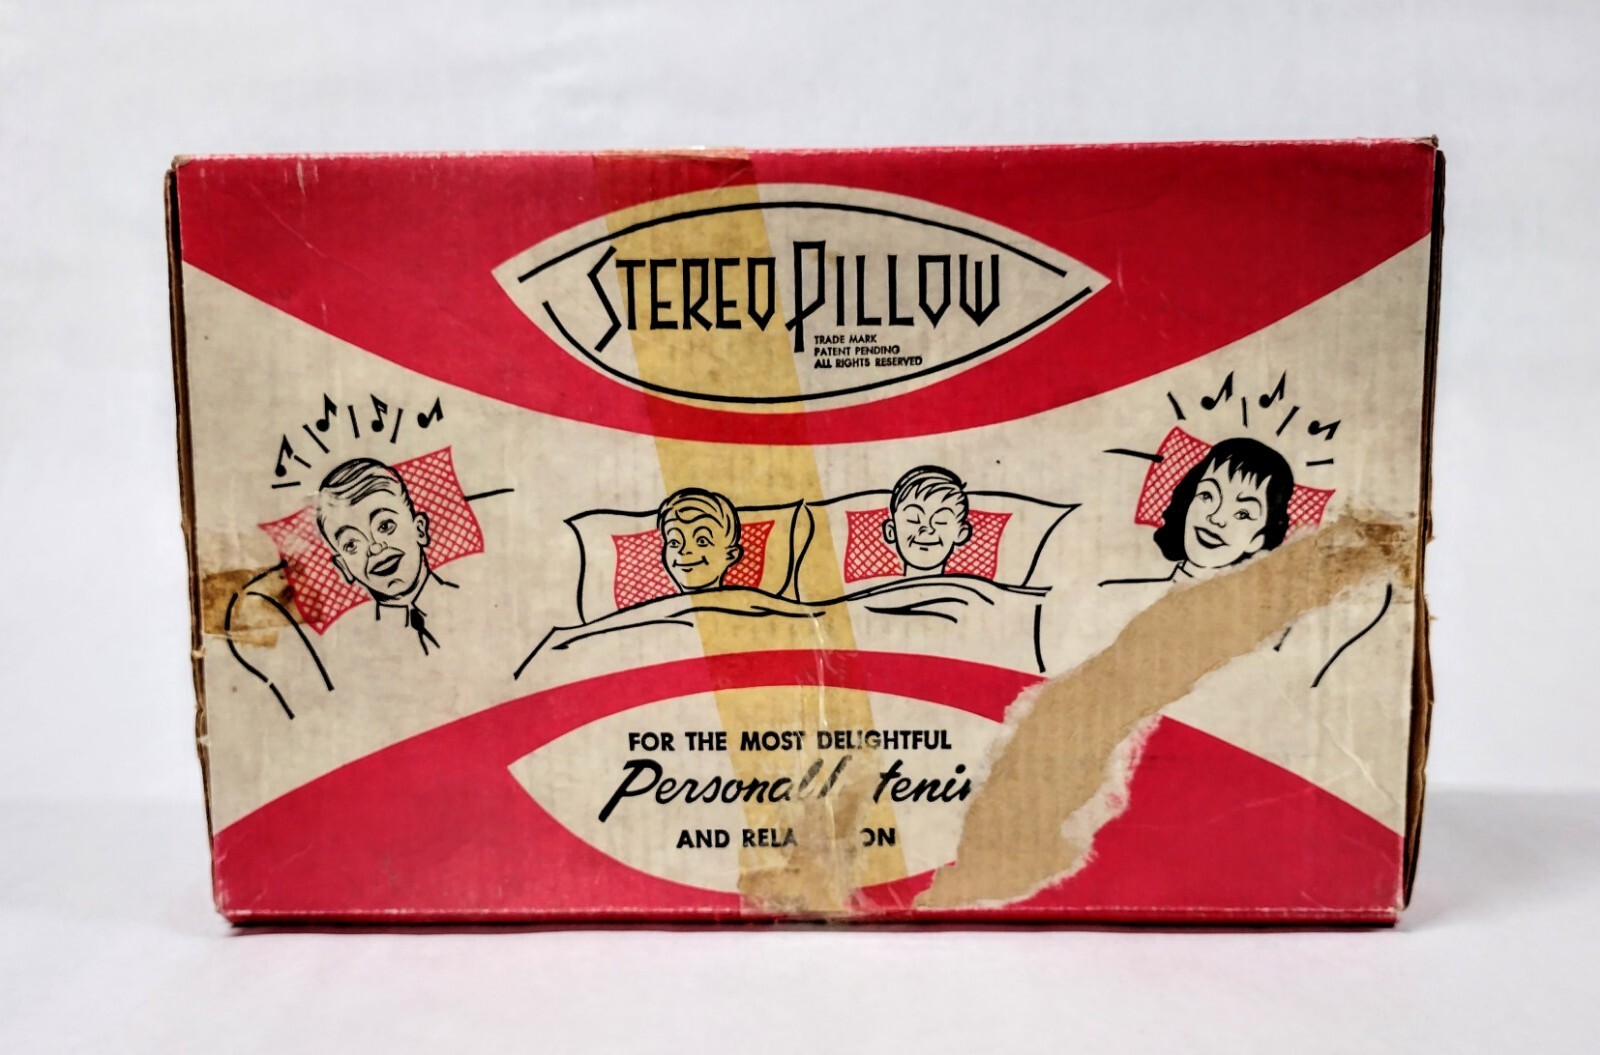 STEREO PILLOW
TRADE MARK
PATENT PENDING
ALL RIGHTS RESERVED
FOR THE MOST DELIGHTFUL
AND